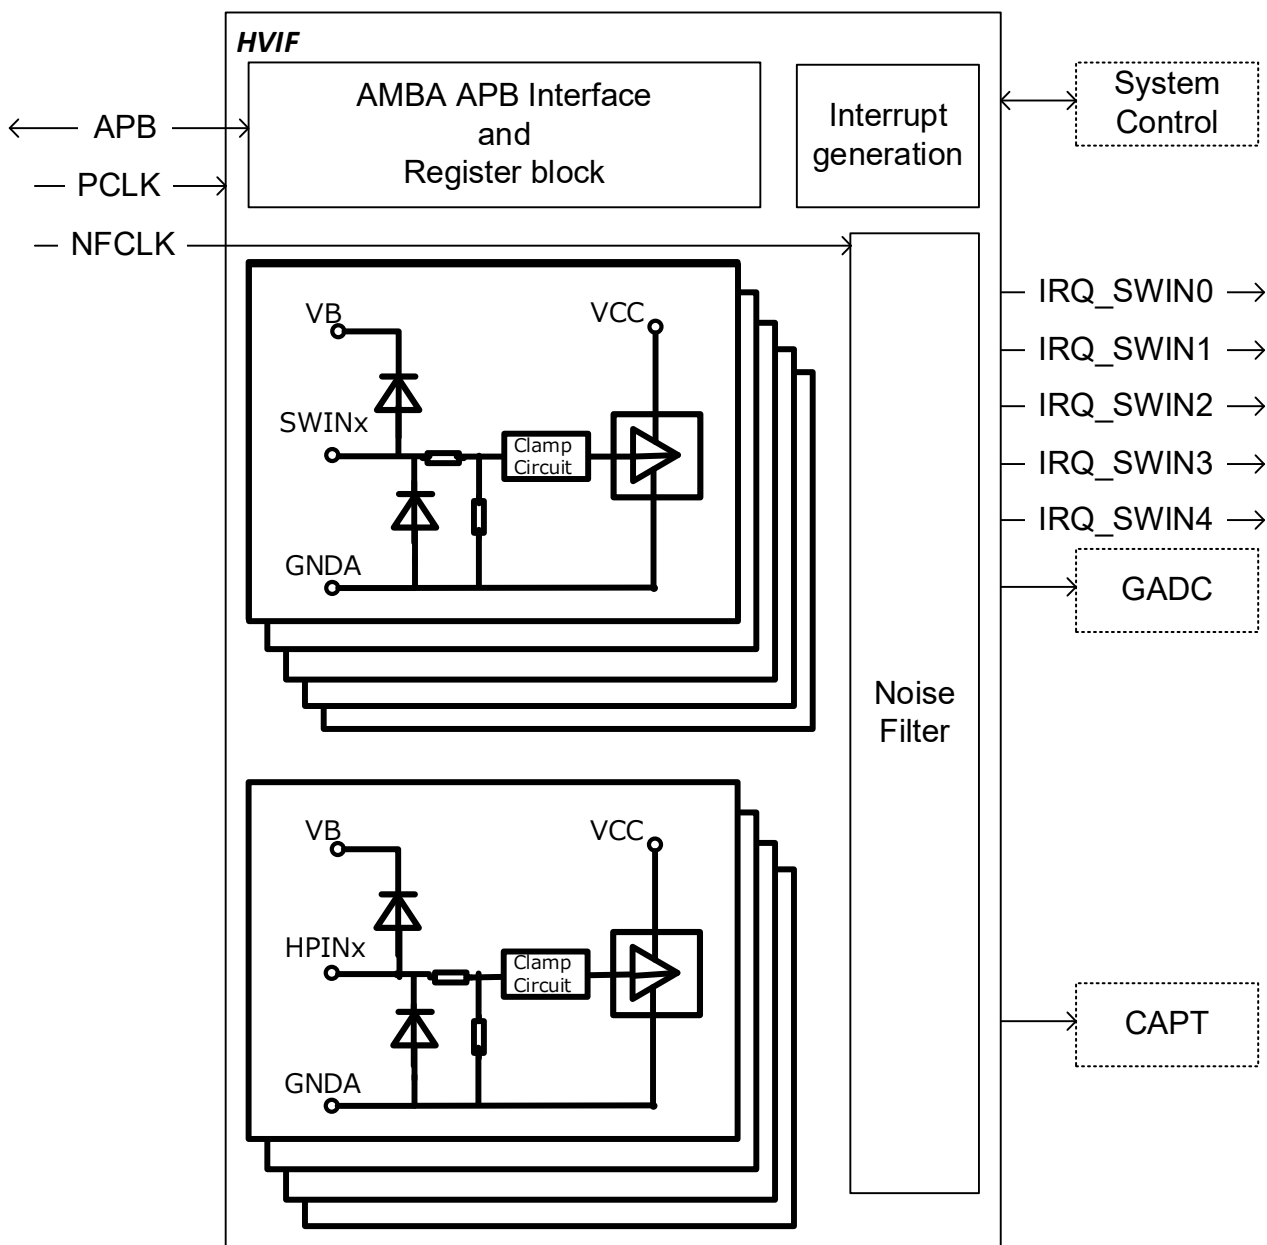 HVIF
AMBA APB Interface
and
Register block
Interrupt
generation
System
Control
APB
PCLK
NFCLK
VB
VCC
SWINx
Clamp
Circuit
GNDA
IRQ_SWIN0
IRQ_SWIN1
IRQ_SWIN2
IRQ_SWIN3
IRQ_SWIN4
GADC
Noise
Filter
VB
VCC
HPINx
Clamp
Circuit
GNDA
CAPT